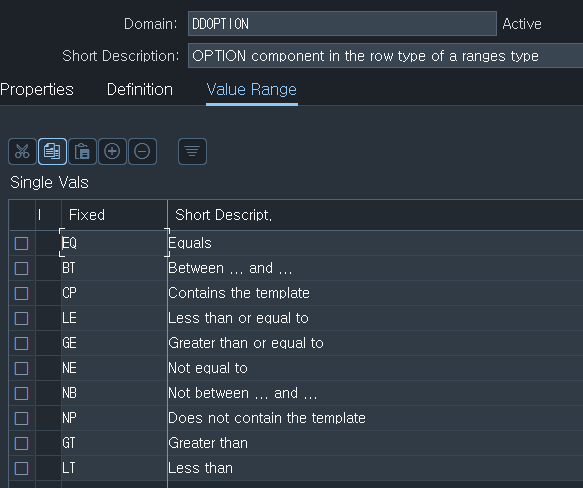 Domain: DDOPTION Active
Short Description: OPTION component in the row type of a ranges type
Properties Definition Value Range
Single Vals
I Fixed Short Descript.
EQ Equals
BT Between ... and ...
CP Contains the template
LE Less than or equal to
GE Greater than or equal to
NE Not equal to
NB Not between ... and ...
NP Does not contain the template
GT Greater than
LT Less than